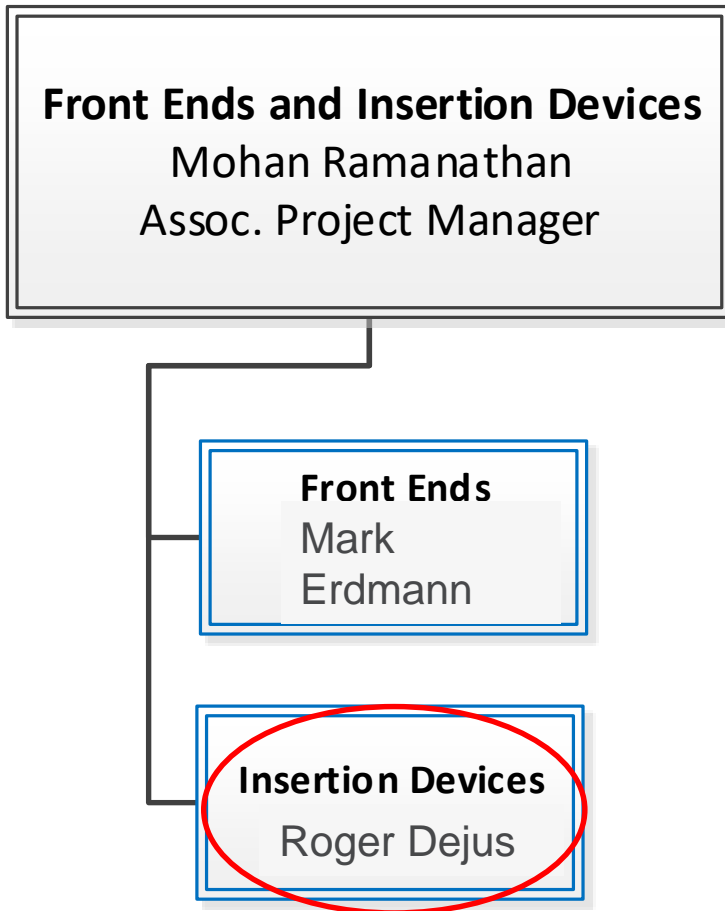 Front Ends and Insertion Devices
Mohan Ramanathan
Assoc. Project Manager
Front Ends
Mark
Erdmann
Insertion Devices
Roger Dejus